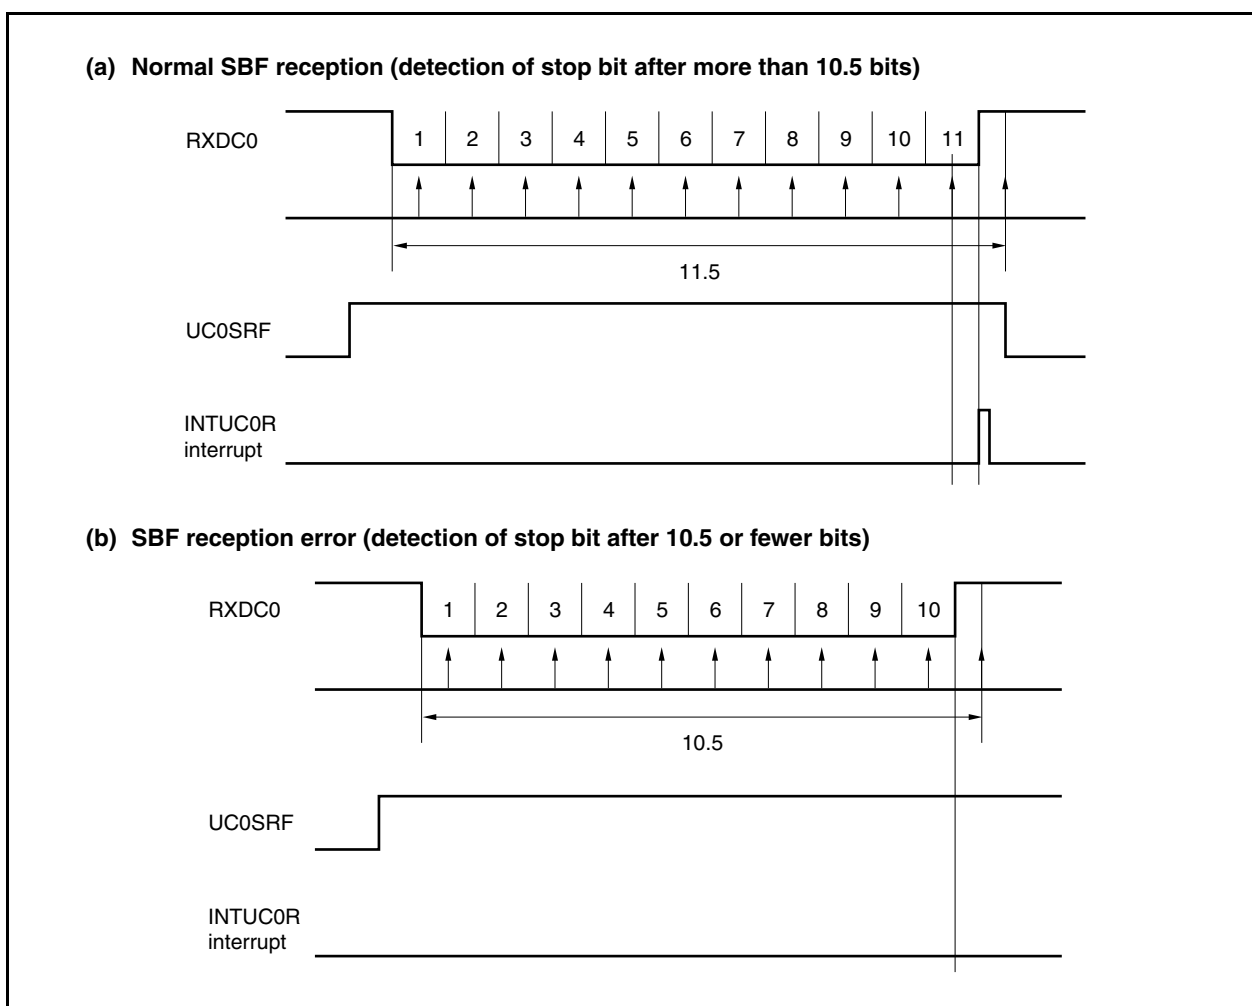 (a) Normal SBF reception (detection of stop bit after more than 10.5 bits)
RXDC0
1 2 3 4 5 6 7 8 9 10 11
11.5
UC0SRF
INTUC0R
interrupt
(b) SBF reception error (detection of stop bit after 10.5 or fewer bits)
RXDC0
1 2 3 4 5 6 7 8 9 10
10.5
UC0SRF
INTUC0R
interrupt